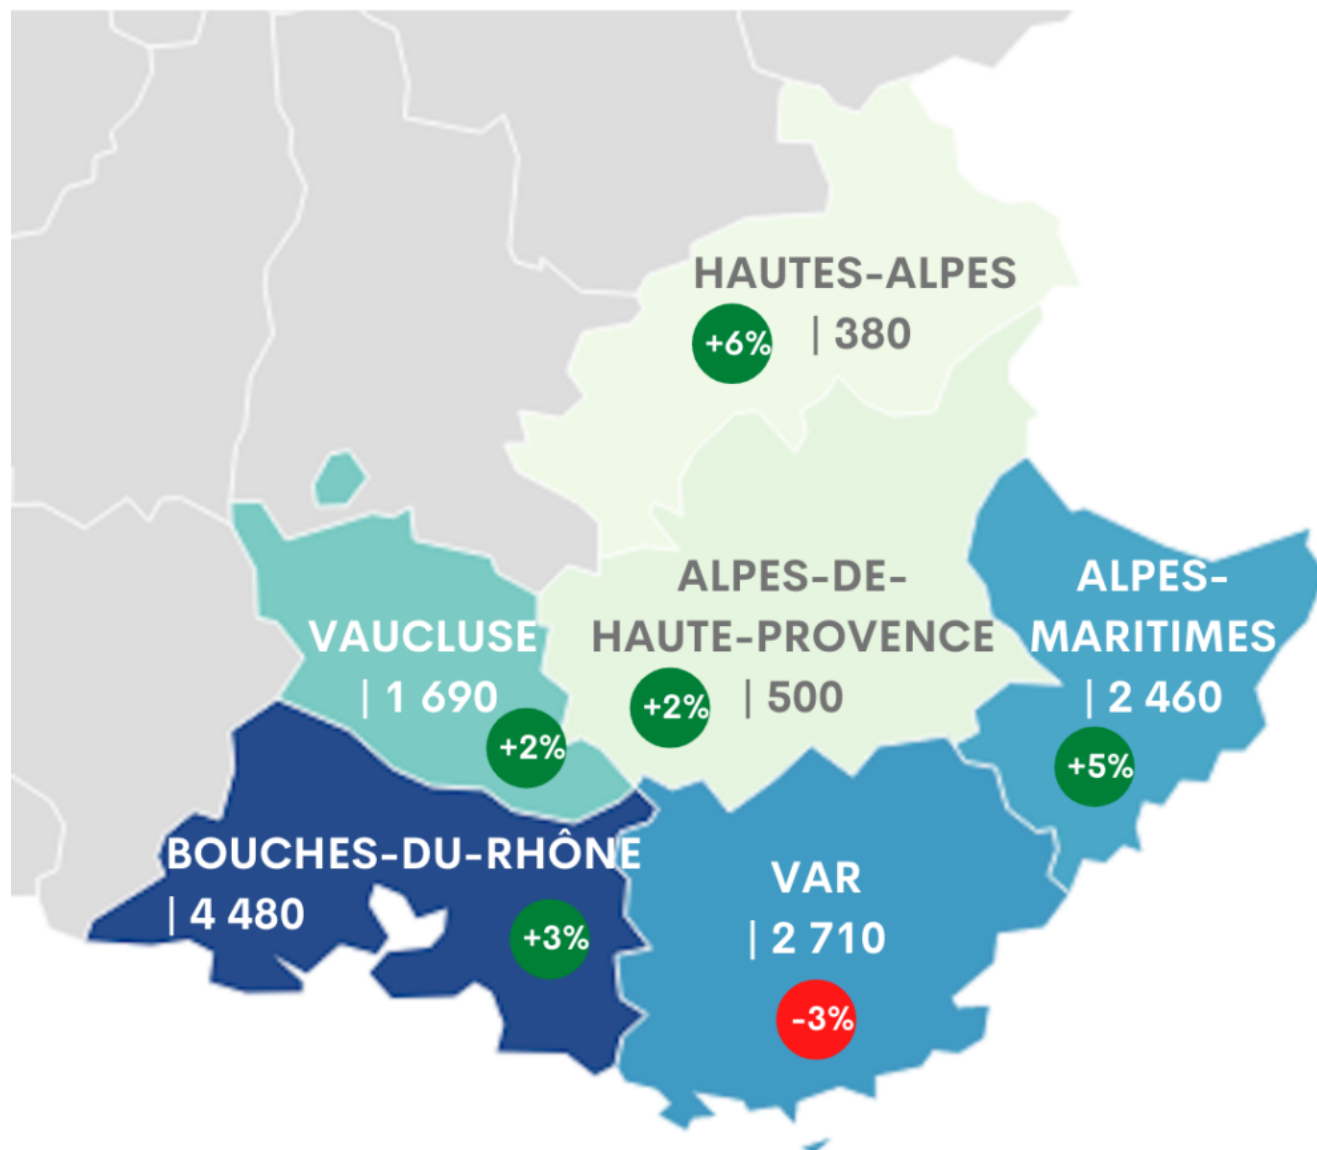 HAUTES-ALPES
+6% | 380
ALPES-DE-
HAUTE-PROVENCE
+2% | 500
ALPES-
MARITIMES
| 2 460
+5%
VAUCLUSE
| 1 690
+2%
BOUCHES-DU-RHÔNE
| 4 480
+3%
VAR
| 2 710
-3%